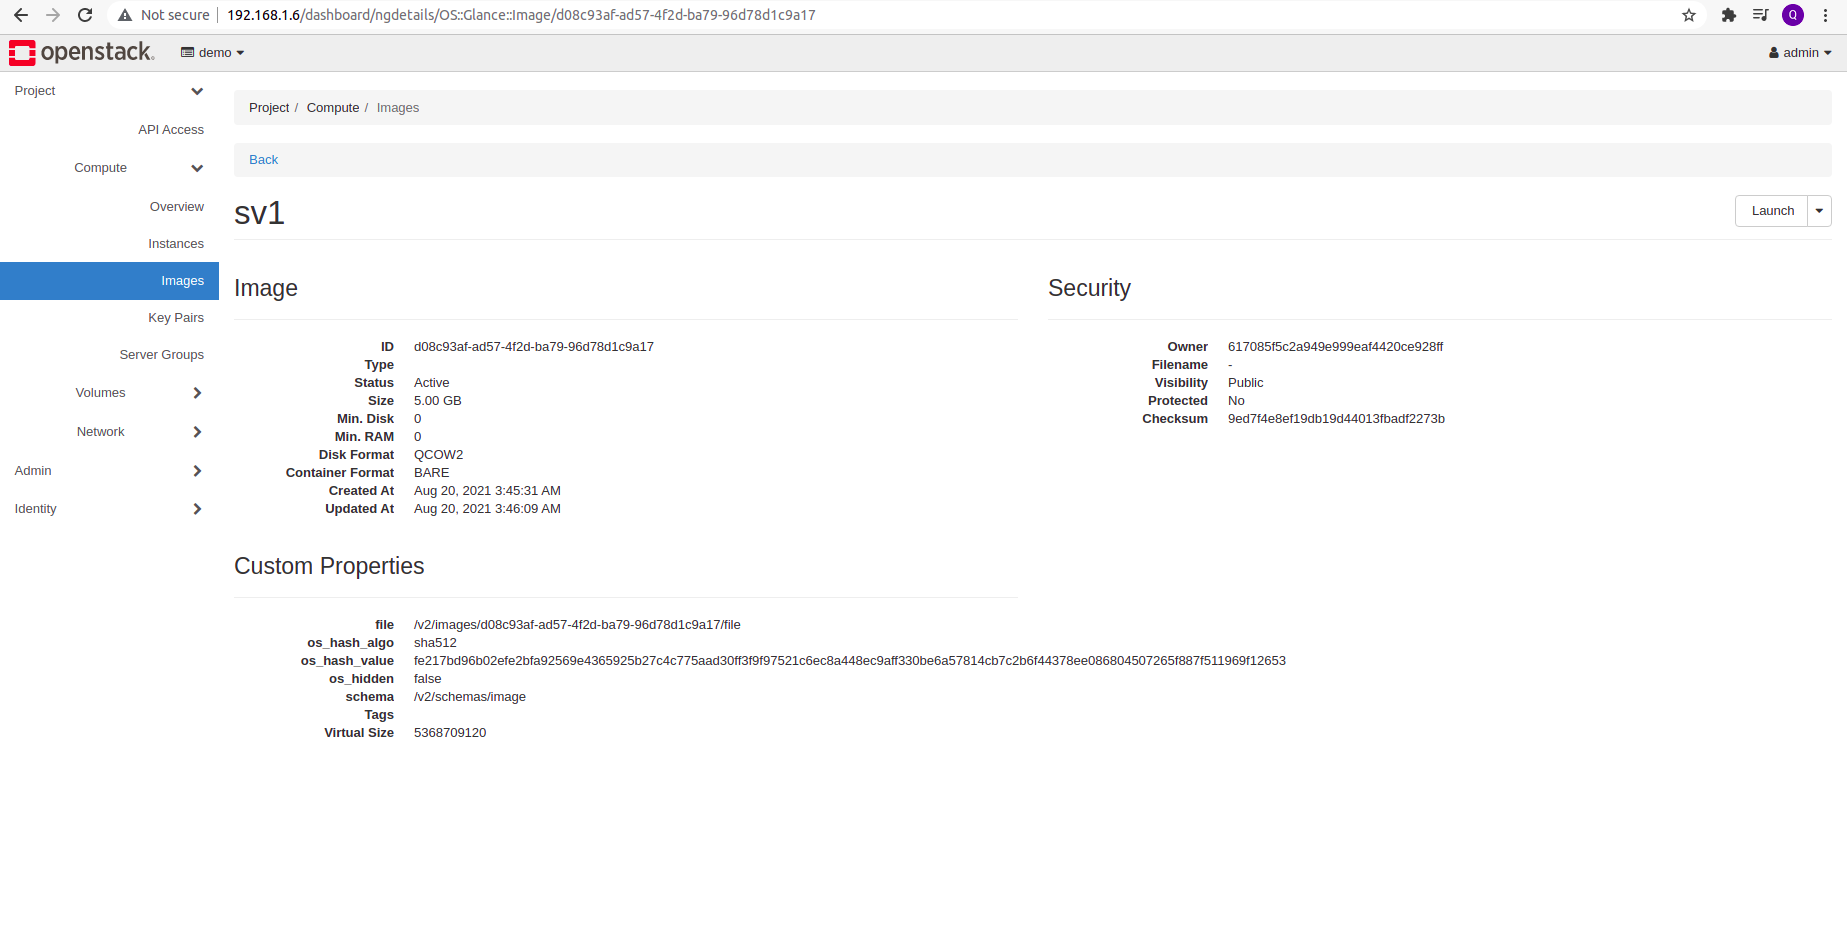 Not secure 192.168.1.6/dashboard/ngdetails/OS::Glance::Image/d08c93af-ad57-4f2d-ba79-96d78d1c9a17
Q
openstack.
demo
admin
Project
API Access
Compute
Overview
Instances
Images
Key Pairs
Server Groups
Volumes
Network
Admin
Identity
Project / Compute / Images
Back
sv1
Launch
Image
ID d08c93af-ad57-4f2d-ba79-96d78d1c9a17
Type
Status Active
Size 5.00 GB
Min. Disk 0
Min. RAM 0
Disk Format QCOW2
Container Format BARE
Created At Aug 20, 2021 3:45:31 AM
Updated At Aug 20, 2021 3:46:09 AM
Security
Owner 617085f5c2a949e999eaf4420ce928ff
Filename -
Visibility Public
Protected No
Checksum 9ed7f4e8ef19db19d44013fbadf2273b
Custom Properties
file /v2/images/d08c93af-ad57-4f2d-ba79-96d78d1c9a17/file
os_hash_algo sha512
os_hash_value fe217bd96b02efe2bfa92569e4365925b27c4c775aad30ff3f9f97521c6ec8a448ec9aff330be6a57814cb7c2b6f44378ee086804507265f887f511969f12653
os_hidden false
schema /v2/schemas/image
Tags
Virtual Size 5368709120